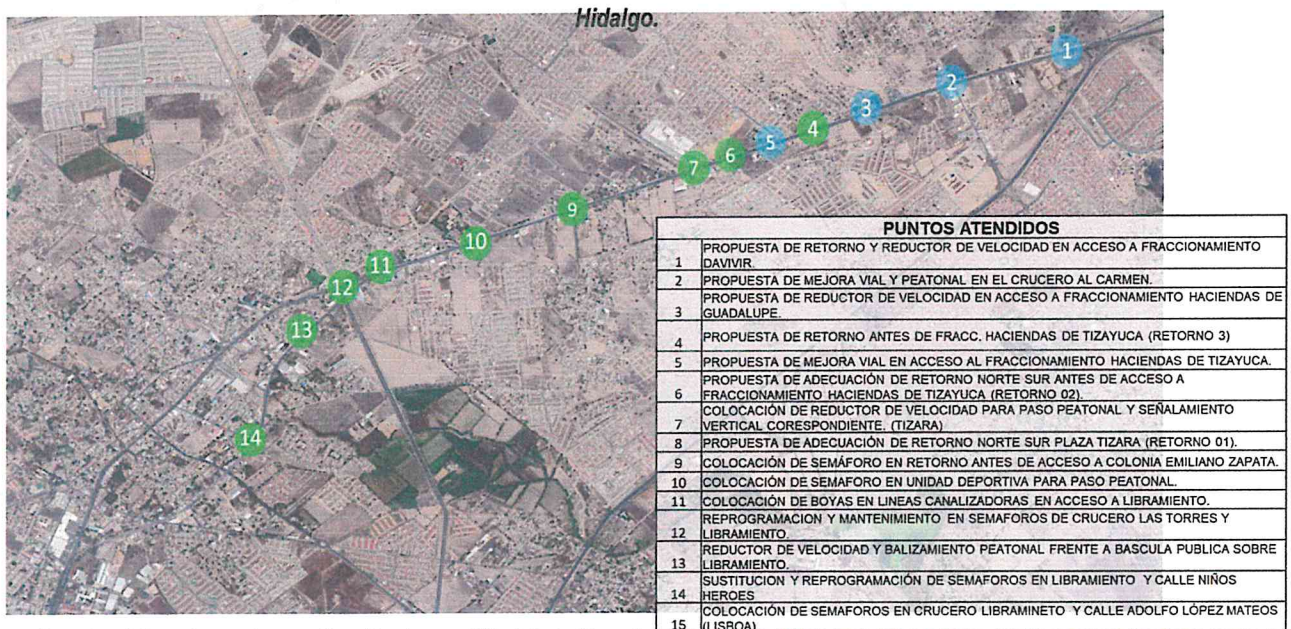 Hidalgo.
1
2
3
4
5
6
7
9
10
11
12
13
14
PUNTOS ATENDIDOS
1 PROPUESTA DE RETORNO Y REDUCTOR DE VELOCIDAD EN ACCESO A FRACCIONAMIENTO
DAVIVIR.
2 PROPUESTA DE MEJORA VIAL Y PEATONAL EN EL CRUCERO AL CARMEN.
3 PROPUESTA DE REDUCTOR DE VELOCIDAD EN ACCESO A FRACCIONAMIENTO HACIENDAS DE
GUADALUPE.
4 PROPUESTA DE RETORNO ANTES DE FRACC. HACIENDAS DE TIZAYUCA (RETORNO 3)
5 PROPUESTA DE MEJORA VIAL EN ACCESO AL FRACCIONAMIENTO HACIENDAS DE TIZAYUCA.
6 PROPUESTA DE ADECUACIÓN DE RETORNO NORTE SUR ANTES DE ACCESO A
FRACCIONAMIENTO HACIENDAS DE TIZAYUCA (RETORNO 02).
7 COLOCACIÓN DE REDUCTOR DE VELOCIDAD PARA PASO PEATONAL Y SEÑALAMIENTO
VERTICAL CORESPONDIENTE. (TIZARA)
8 PROPUESTA DE ADECUACIÓN DE RETORNO NORTE SUR PLAZA TIZARA (RETORNO 01).
9 COLOCACIÓN DE SEMÁFORO EN RETORNO ANTES DE ACCESO A COLONIA EMILIANO ZAPATA.
10 COLOCACIÓN DE SEMAFORO EN UNIDAD DEPORTIVA PARA PASO PEATONAL.
11 COLOCACIÓN DE BOYAS EN LINEAS CANALIZADORAS EN ACCESO A LIBRAMIENTO.
12 REPROGRAMACION Y MANTENIMIENTO EN SEMAFOROS DE CRUCERO LAS TORRES Y
LIBRAMIENTO.
13 REDUCTOR DE VELOCIDAD Y BALIZAMIENTO PEATONAL FRENTE A BASCULA PUBLICA SOBRE
LIBRAMIENTO.
14 SUSTITUCION Y REPROGRAMACIÓN DE SEMAFOROS EN LIBRAMIENTO Y CALLE NIÑOS
HEROES
15 COLOCACIÓN DE SEMAFOROS EN CRUCERO LIBRAMINETO Y CALLE ADOLFO LÓPEZ MATEOS
(LISBOA)